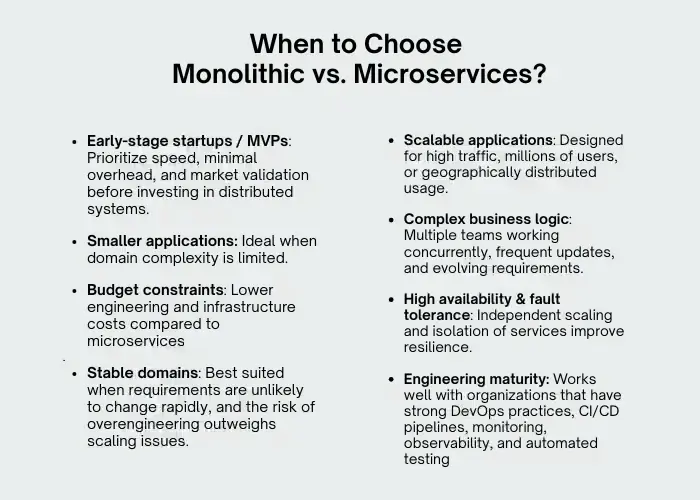 When to Choose
Monolithic vs. Microservices?
• Early-stage startups / MVPs:
Prioritize speed, minimal
overhead, and market validation
before investing in distributed
systems.
• Smaller applications: Ideal when
domain complexity is limited.
• Budget constraints: Lower
engineering and infrastructure
costs compared to
microservices
.
• Stable domains: Best suited
when requirements are unlikely
to change rapidly, and the risk of
overengineering outweighs
scaling issues.
• Scalable applications: Designed
for high traffic, millions of users,
or geographically distributed
usage.
• Complex business logic:
Multiple teams working
concurrently, frequent updates,
and evolving requirements.
• High availability & fault
tolerance: Independent scaling
and isolation of services improve
resilience.
• Engineering maturity: Works
well with organizations that have
strong DevOps practices, CI/CD
pipelines, monitoring,
observability, and automated
testing